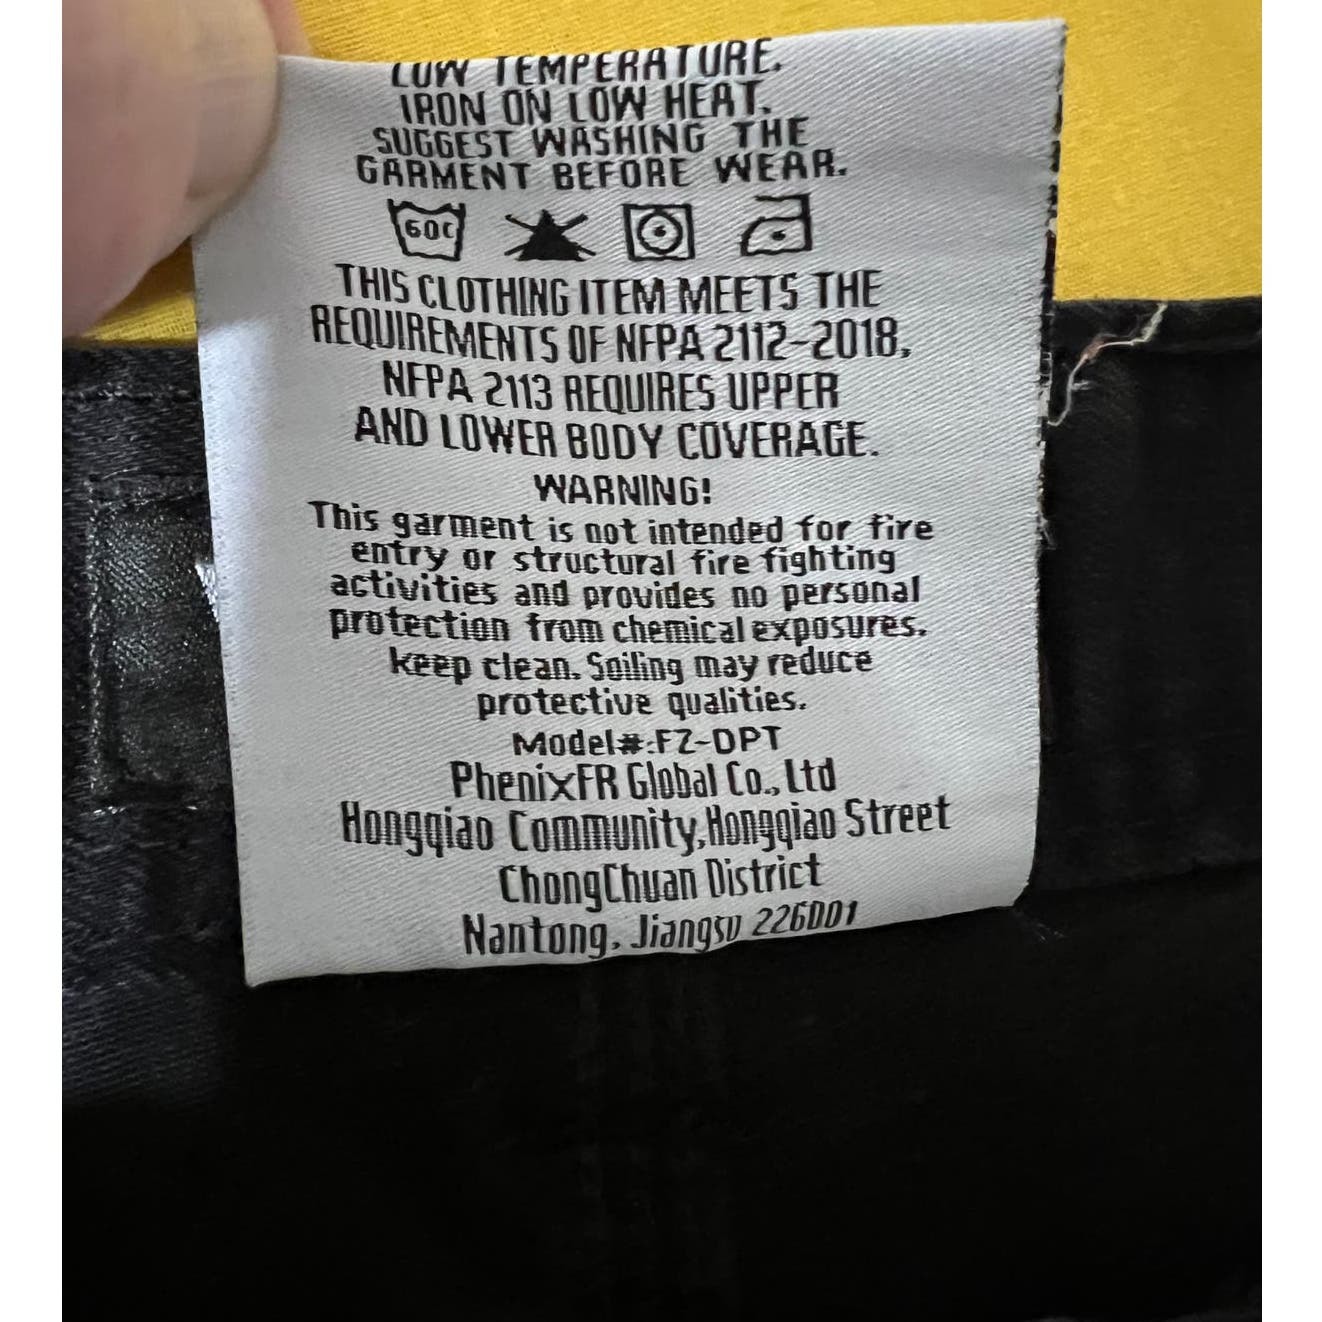 LOW TEMPERATURE.
IRON ON LOW HEAT.
SUGGEST WASHING THE
GARMENT BEFORE WEAR.
60C
THIS CLOTHING ITEM MEETS THE
REQUIREMENTS OF NFPA 2112-2018,
NFPA 2113 REQUIRES UPPER
AND LOWER BODY COVERAGE.
WARNING!
This garment is not intended for fire
entry or structural fire fighting
activities and provides no personal
protection from chemical exposures.
keep clean. Soiling may reduce
protective qualities.
Model#:FZ-DPT
PhenixFR Global Co., Ltd
Hongqiao Community,Hongqiao Street
ChongChuan District
Nantong, Jiangsu 226001